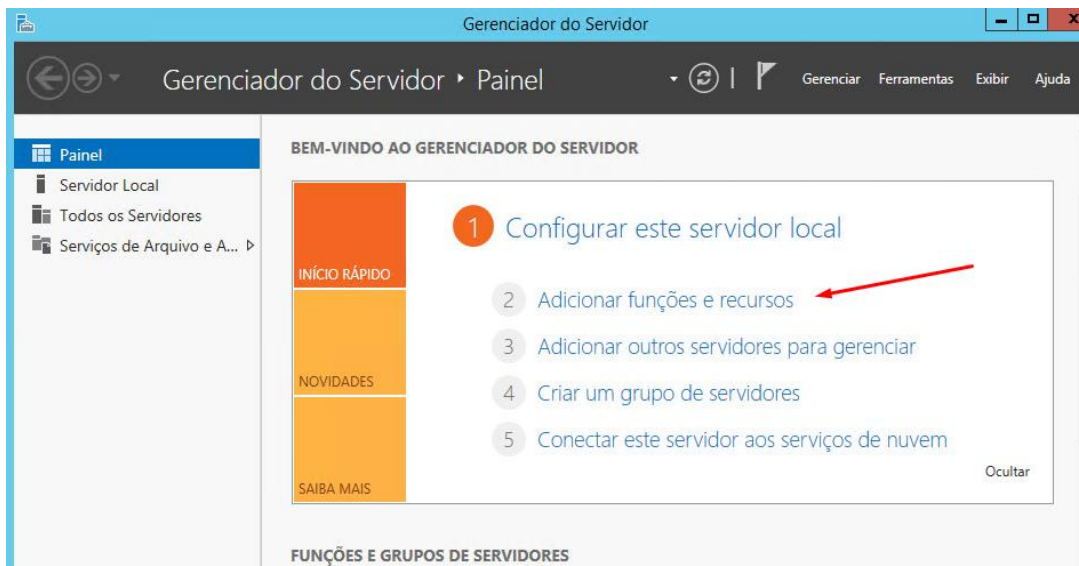 Gerenciador do Servidor
Gerenciador do Servidor ‣ Painel
Gerenciar Ferramentas Exibir Ajuda
Painel
Servidor Local
Todos os Servidores
Serviços de Arquivo e A...
BEM-VINDO AO GERENCIADOR DO SERVIDOR
INÍCIO RÁPIDO
NOVIDADES
SAIBA MAIS
1 Configurar este servidor local
2 Adicionar funções e recursos
3 Adicionar outros servidores para gerenciar
4 Criar um grupo de servidores
5 Conectar este servidor aos serviços de nuvem
Ocultar
FUNÇÕES E GRUPOS DE SERVIDORES